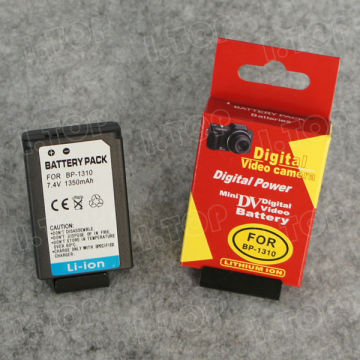 BATTERY PACK
FOR BP-1310
7.4V 1350mAh
Li-ion
BATTERY PACK
Batteries
Digital
Video camera
Digital Power
Mini DV Digital
Video
Battery
FOR
BP-1310
LITHIUM ION